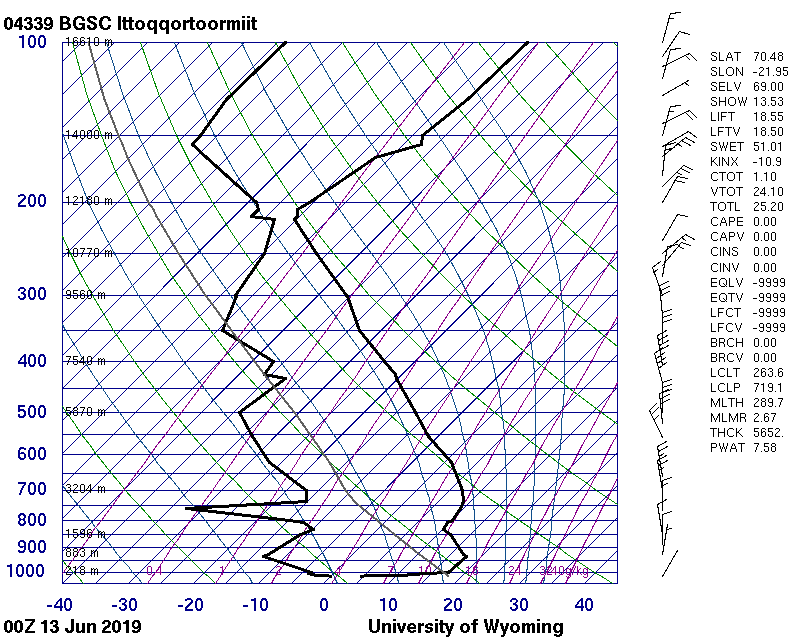 04339 BGSC Ittoqqortoormiit
100
16610 m
14080 m
200
12180 m
10770 m
300
9560 m
400
7540 m
500
5870 m
600
700
3204 m
800
1596 m
900
883 m
1000
218 m
0.4
1
2
4
7
10
16
24
32
40g/kg
-40 -30 -20 -10 0 10 20 30 40
00Z 13 Jun 2019
University of Wyoming
SLAT 70.48
SLON -21.95
SELV 69.00
SHOW 13.53
LIFT 18.55
LFTV 18.50
SWET 51.01
KINX -10.9
CTOT 1.10
VTOT 24.10
TOTL 25.20
CAPE 0.00
CAPV 0.00
CINS 0.00
CINV 0.00
EQLV -9999
EQTV -9999
LFCT -9999
LFCV -9999
BRCH 0.00
BRCV 0.00
LCLT 263.6
LCLP 719.1
MLTH 289.7
MLMR 2.67
THCK 5652.
PWAT 7.58